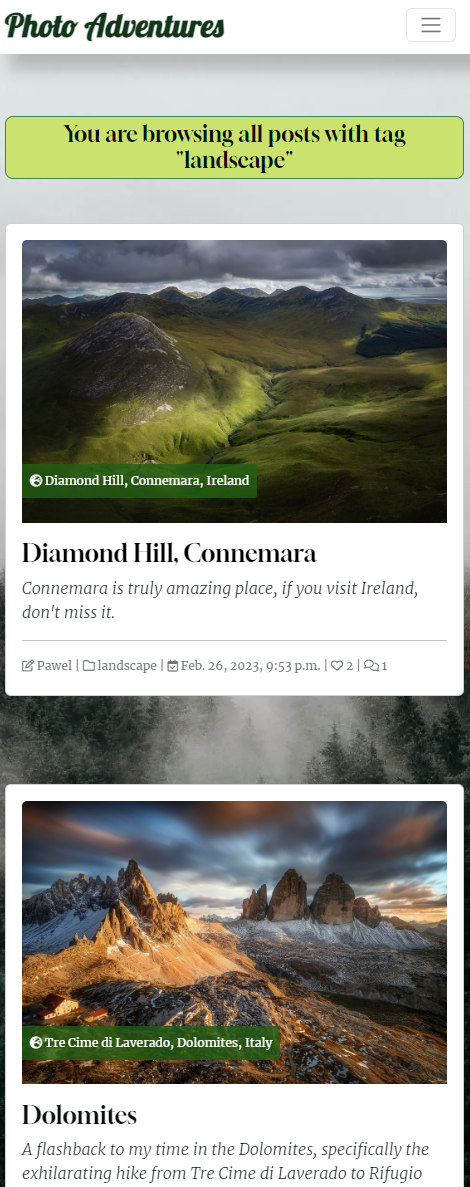 Photo Adventures
You are browsing all posts with tag
"landscape"
Diamond Hill, Connemara, Ireland
Diamond Hill, Connemara
Connemara is truly amazing place, if you visit Ireland,
don't miss it.
Pawel | landscape | Feb. 26, 2023, 9:53 p.m. | 2 | 1
Tre Cime di Laverado, Dolomites, Italy
Dolomites
A flashback to my time in the Dolomites, specifically the
exhilarating hike from Tre Cime di Laverado to Rifugio